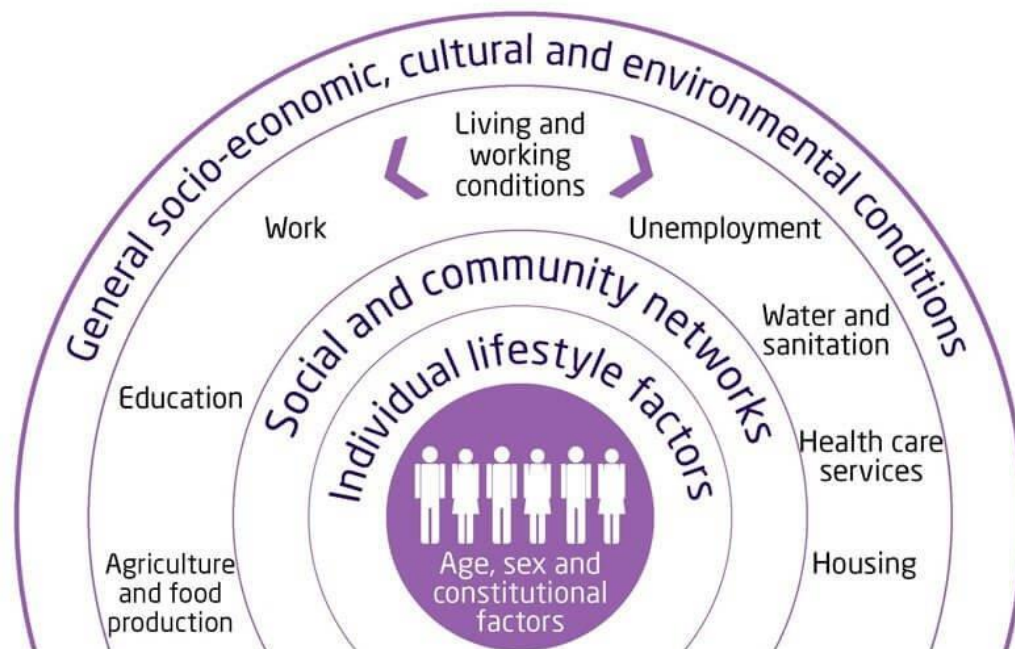 General socio-economic, cultural and environmental conditions
Living and
working
conditions
Work
Unemployment
Social and community networks
Water and
sanitation
Individual lifestyle factors
Education
Health care
services
Agriculture
and food
production
Housing
Age, sex and
constitutional
factors